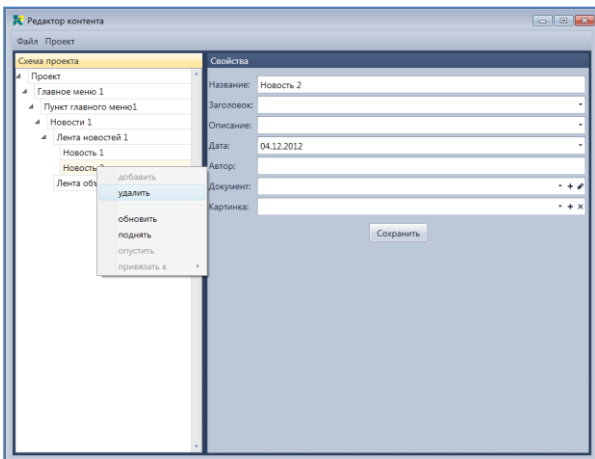 Редактор контента
Файл Проект
Схема проекта
Проект
Главное меню 1
Пункт главного меню1
Новости 1
Лента новостей 1
Новость 1
Новость
Лента
добавить
удалить
обновить
поднять
опустить
привязать к
Свойства
Название: Новость 2
Заголовок:
Описание:
Дата: 04.12.2012
Автор:
Документ:
Картинка:
Сохранить